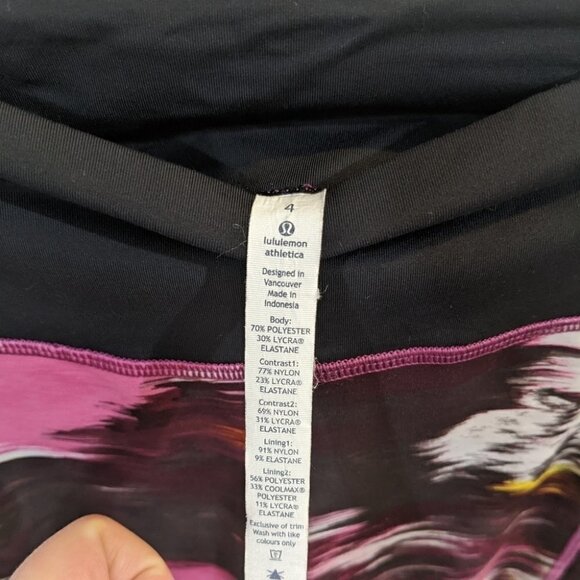 4
lululemon
athletica
Designed in
Vancouver
Made in
Indonesia
Body:
70% POLYESTER
30% LYCRA®
ELASTANE
Contrast1:
77% NYLON
23% LYCRA®
ELASTANE
Contrast2:
69% NYLON
31% LYCRA®
ELASTANE
Lining1:
91% NYLON
9% ELASTANE
Lining2:
56% POLYESTER
33% COOLMAX®
POLYESTER
11% LYCRA®
ELASTANE
Exclusive of trim
Wash with like
colours only